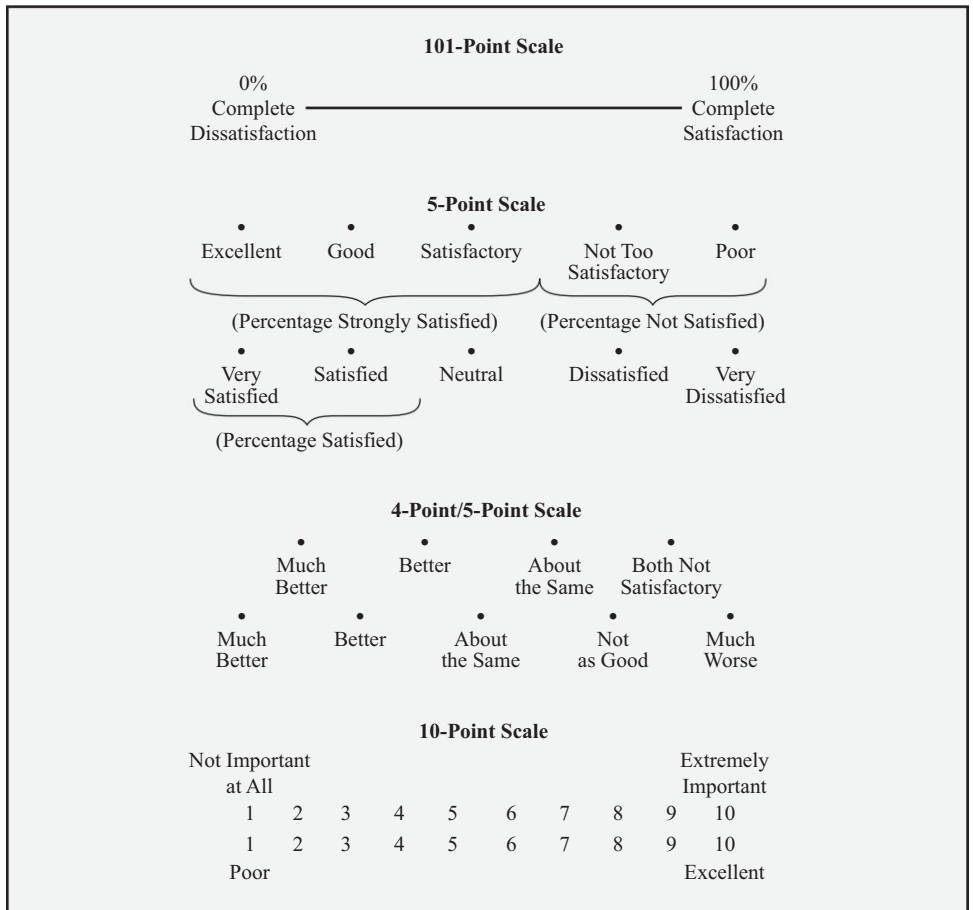 101-Point Scale
0% 100%
Complete Complete
Dissatisfaction Satisfaction
5-Point Scale
• • • • •
Excellent Good Satisfactory Not Too Poor
Satisfactory
(Percentage Strongly Satisfied) (Percentage Not Satisfied)
• • • • •
Very Satisfied Neutral Dissatisfied Very
Satisfied Dissatisfied
(Percentage Satisfied)
4-Point/5-Point Scale
• • • •
Much Better About Both Not
Better the Same Satisfactory
• • • • •
Much Better About Not Much
Better the Same as Good Worse
10-Point Scale
Not Important Extremely
at All Important
1 2 3 4 5 6 7 8 9 10
1 2 3 4 5 6 7 8 9 10
Poor Excellent